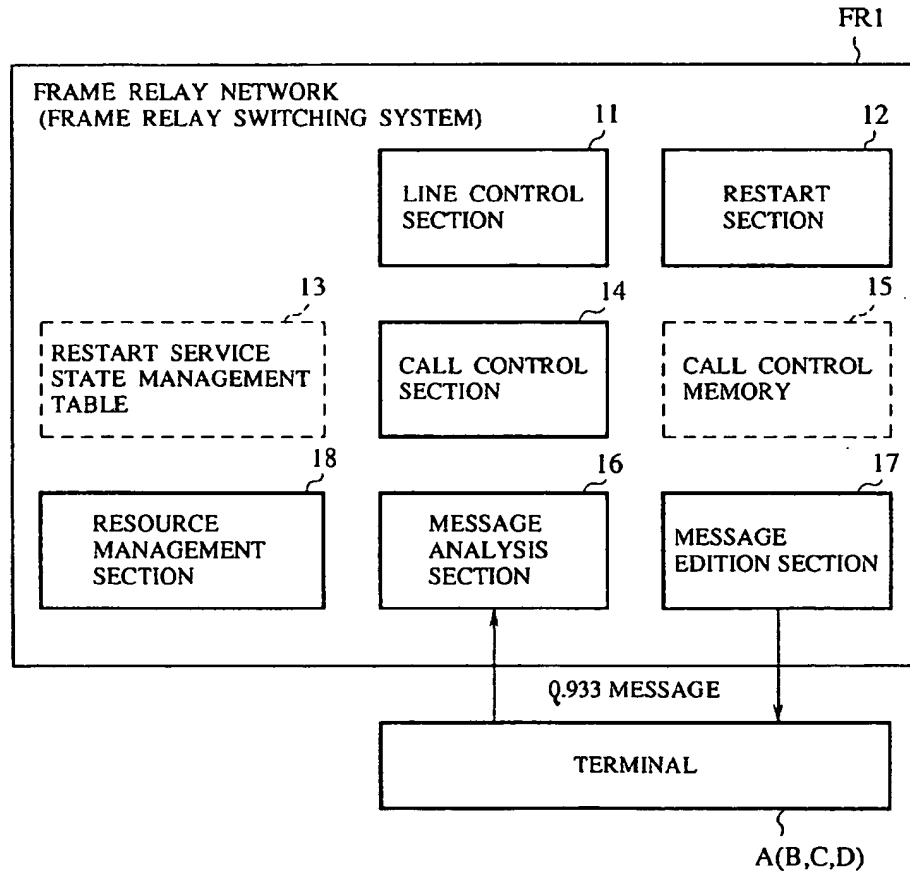 FR1
FRAME RELAY NETWORK
(FRAME RELAY SWITCHING SYSTEM)
11
LINE CONTROL
SECTION
12
RESTART
SECTION
13
RESTART SERVICE
STATE MANAGEMENT
TABLE
14
CALL CONTROL
SECTION
15
CALL CONTROL
MEMORY
18
RESOURCE
MANAGEMENT
SECTION
16
MESSAGE
ANALYSIS
SECTION
17
MESSAGE
EDITION SECTION
Q.933 MESSAGE
TERMINAL
A(B,C,D)